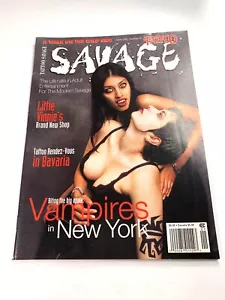 SAVAGE
The Ultimate in Adult
Entertainment
For The Modern Savage
Little
Vinnie's
Brand New Shop
Tattoo Rendez-Vous
in Bavaria
Biting the big apple
Vampires
in New York